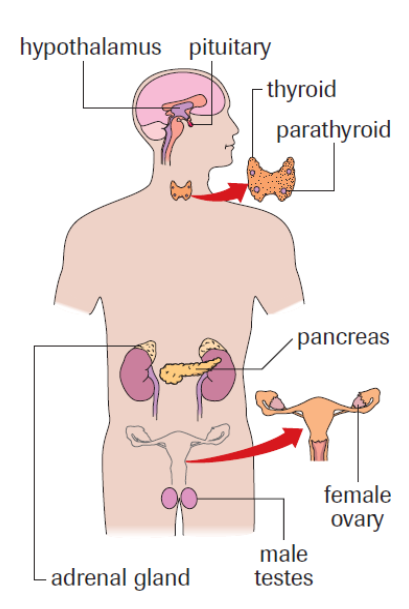 hypothalamus
pituitary
thyroid
parathyroid
pancreas
female
ovary
male
testes
adrenal gland